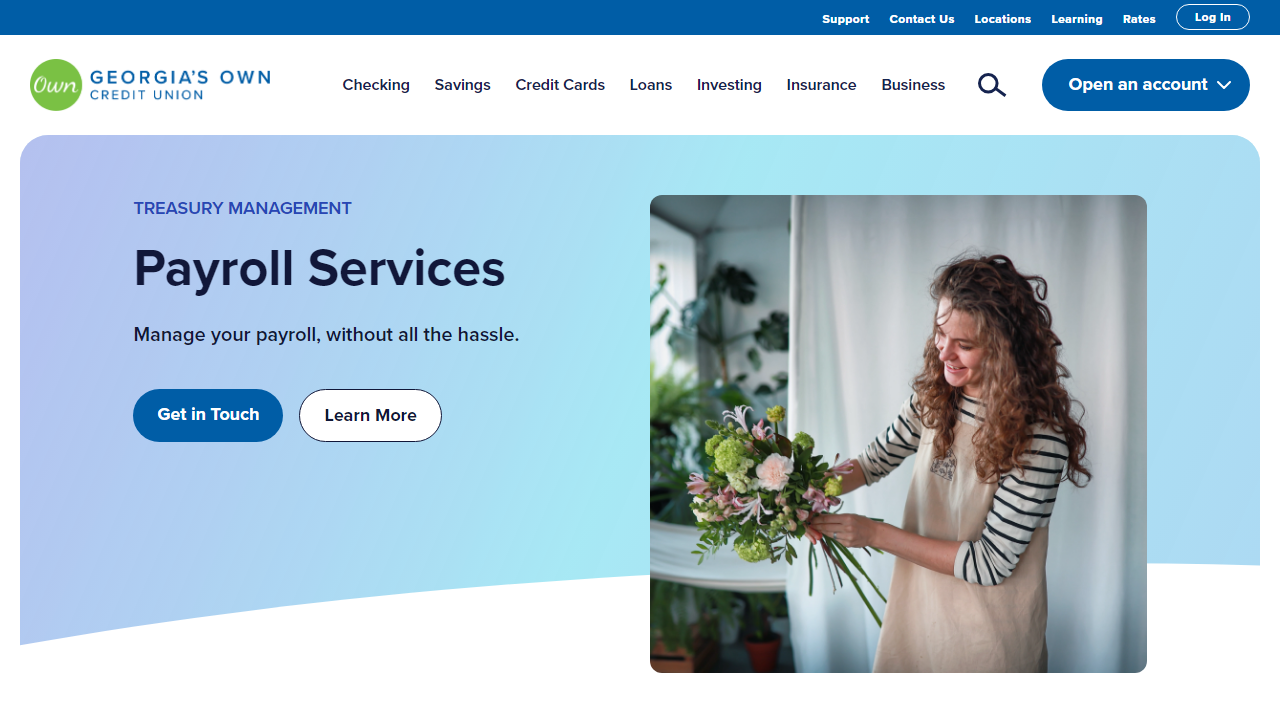 Support Contact Us Locations Learning Rates Log In
Own GEORGIA'S OWN
CREDIT UNION
Checking Savings Credit Cards Loans Investing Insurance Business Open an account
TREASURY MANAGEMENT
Payroll Services
Manage your payroll, without all the hassle.
Get in Touch Learn More